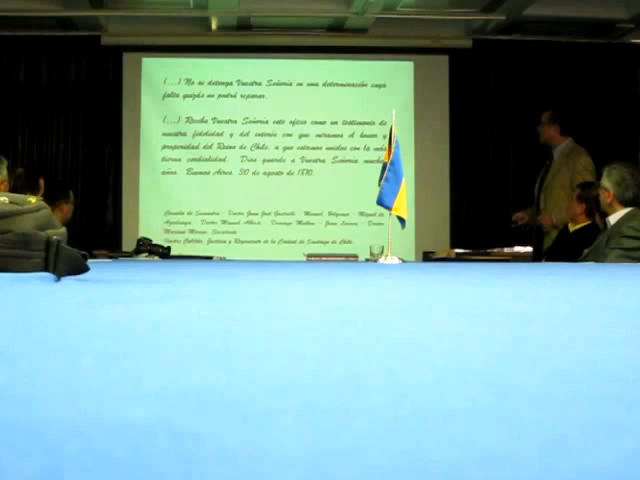 (...) No se detenga Vuestra Señoría en una determinación cuya
falta quizás no podrá reparar.
(...) Reciba Vuestra Señoría este oficio como un testimonio de
nuestra fidelidad y del interés con que miramos el honor y
prosperidad del Reino de Chile, a que estamos unidos con la más
tierna cordialidad. Dios guarde a Vuestra Señoría muchos
años. Buenos Aires, 30 de agosto de 1810.
Cornelio de Saavedra - Doctor Juan José Castelli - Manuel Belgrano - Miguel de
Azcuénaga - Doctor Manuel Alberti - Domingo Matheu - Juan Larrea - Doctor
Mariano Moreno, Secretario
Ilustre Cabildo, Justicia y Regimiento de la Ciudad de Santiago de Chile.